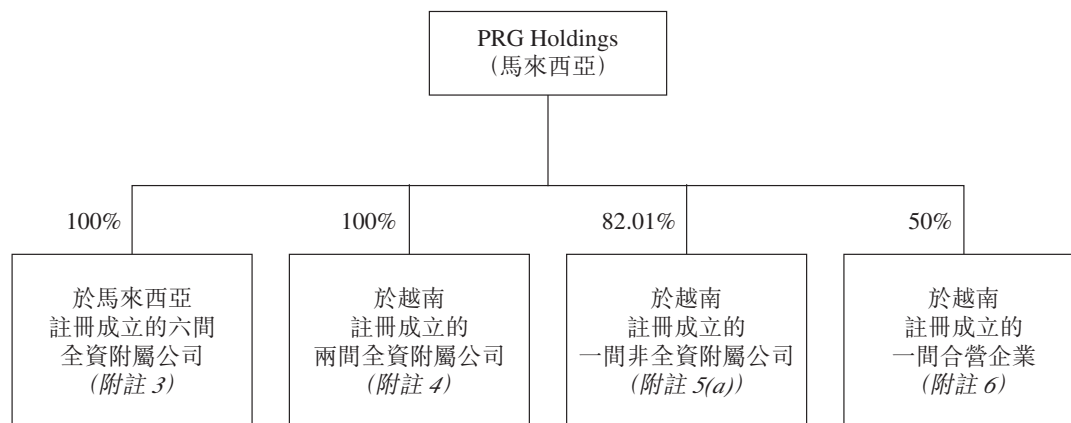 PRG Holdings
（馬來西亞）
100%
100%
82.01%
50%
於馬來西亞
註冊成立的六間
全資附屬公司
(附註 3)
於越南
註冊成立的
兩間全資附屬公司
(附註 4)
於越南
註冊成立的
一間非全資附屬公司
(附註 5(a))
於越南
註冊成立的
一間合營企業
(附註 6)